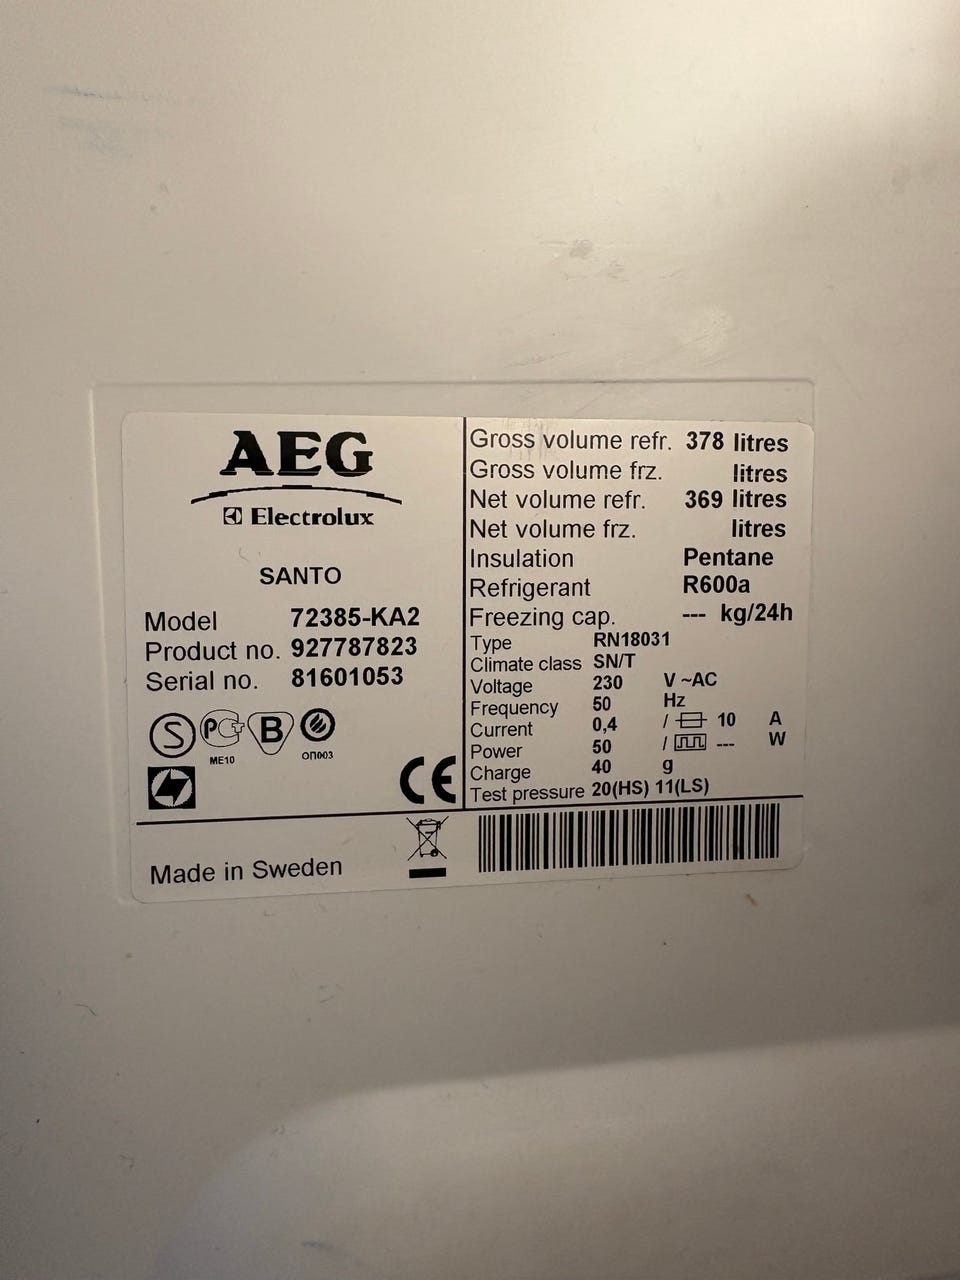 AEG
Electrolux
SANTO
Model 72385-KA2
Product no. 927787823
Serial no. 81601053
S PCT B
ME10 ОП003
CE
Gross volume refr. 378 litres
Gross volume frz. litres
Net volume refr. 369 litres
Net volume frz. litres
Insulation Pentane
Refrigerant R600a
Freezing cap. --- kg/24h
Type RN18031
Climate class SN/T
Voltage 230 V ~AC
Frequency 50 Hz
Current 0,4 / 10 A
Power 50 / --- W
Charge 40 g
Test pressure 20(HS) 11(LS)
Made in Sweden